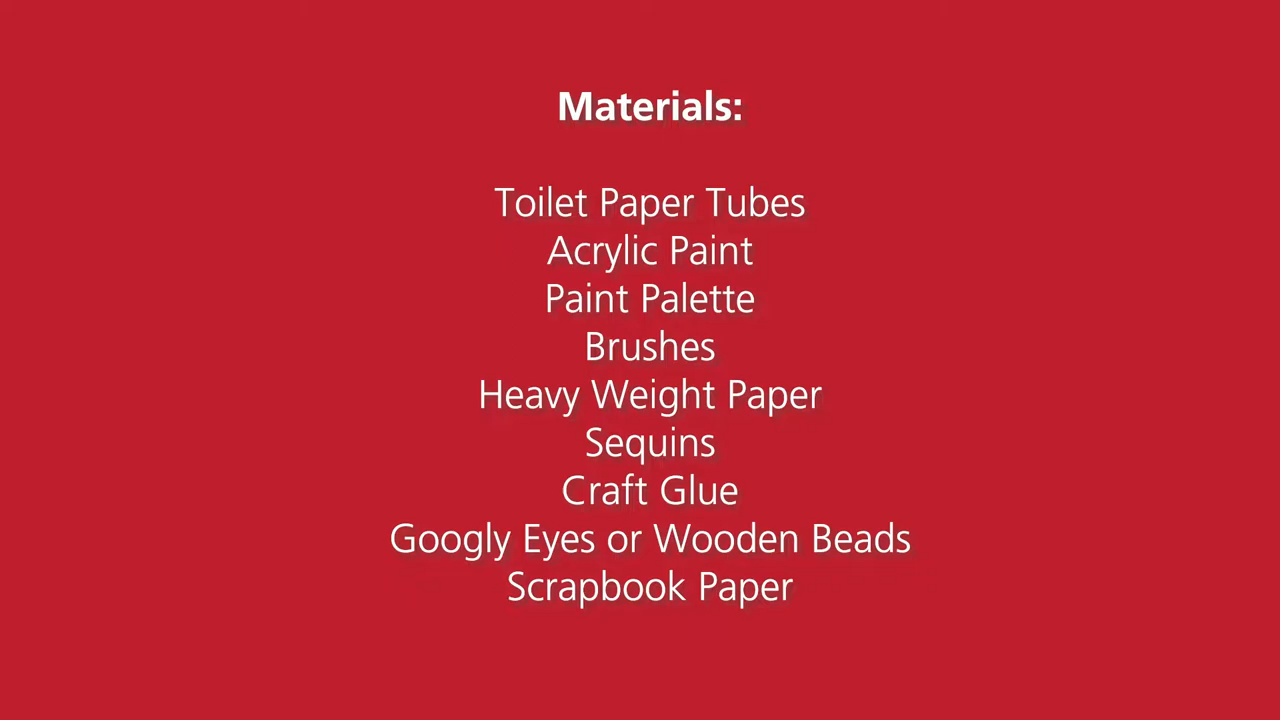 Materials:
Toilet Paper Tubes
Acrylic Paint
Paint Palette
Brushes
Heavy Weight Paper
Sequins
Craft Glue
Googly Eyes or Wooden Beads
Scrapbook Paper